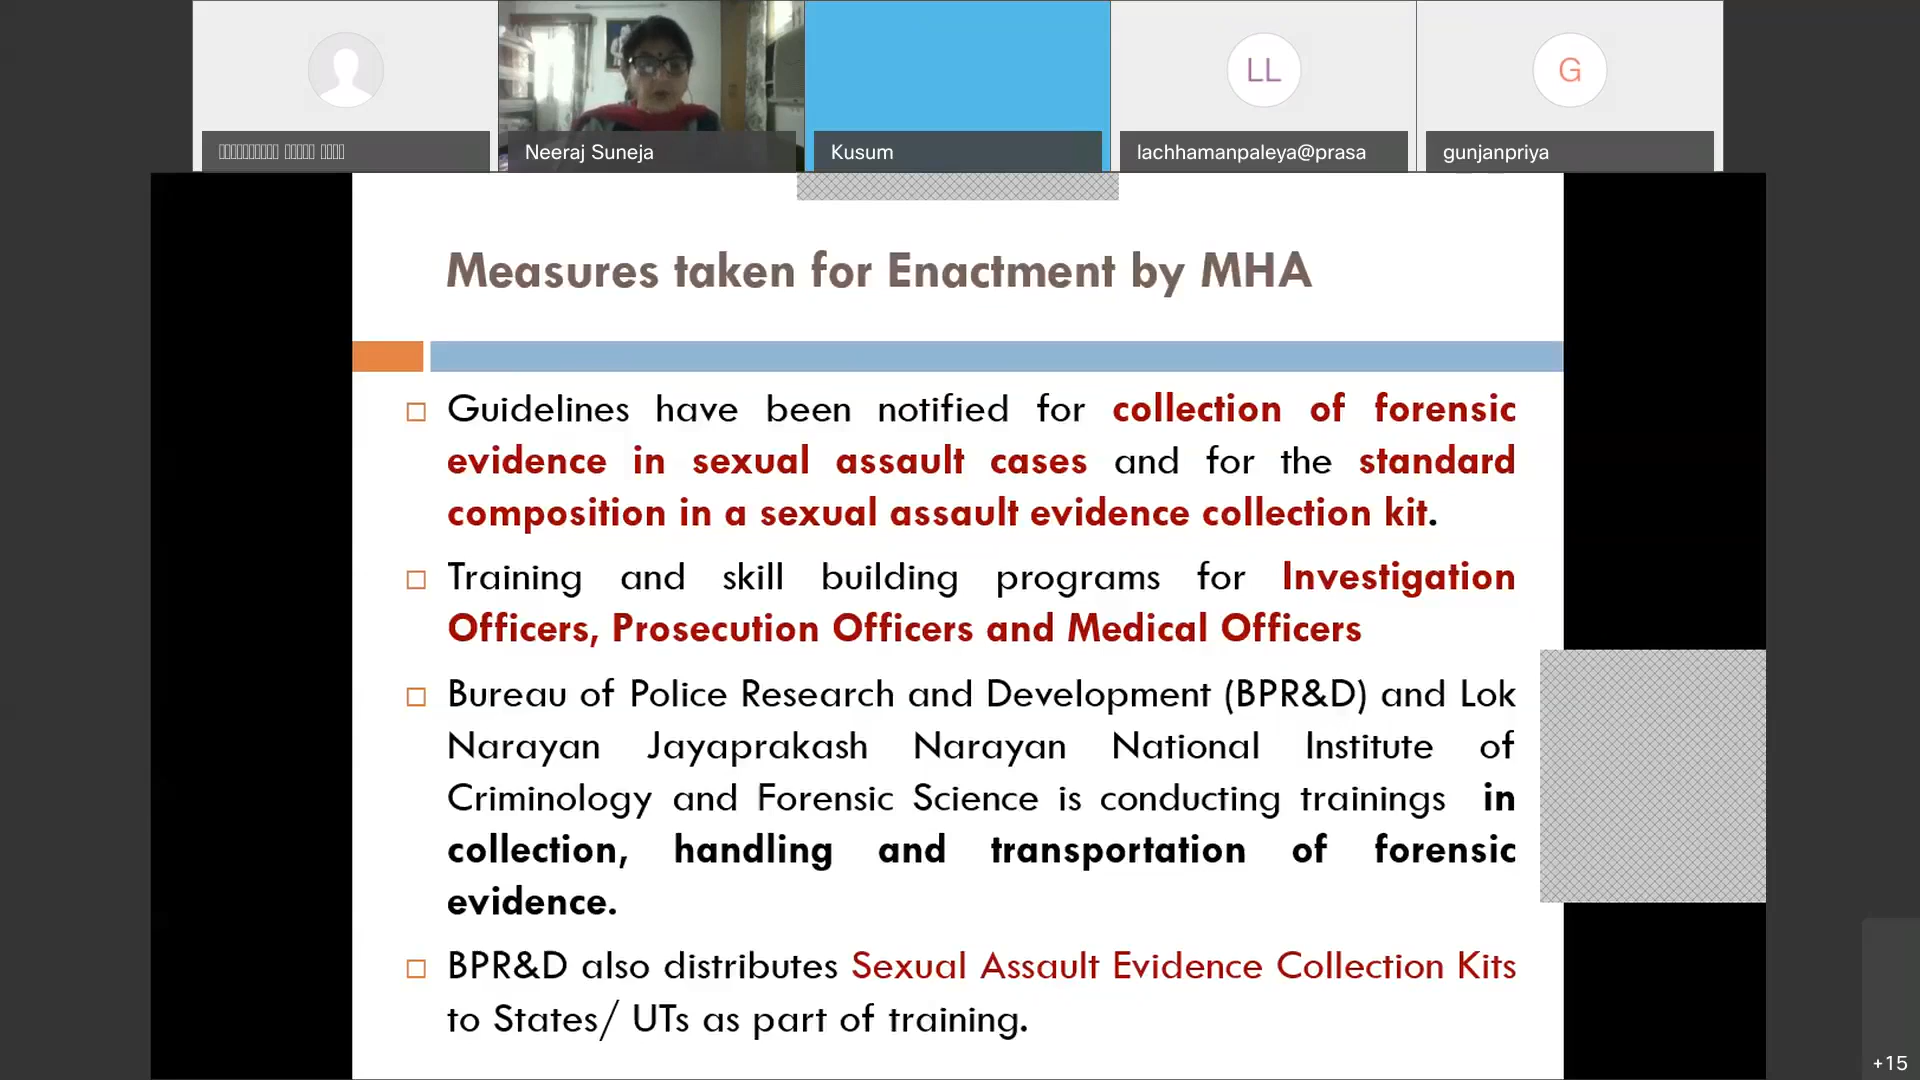 Neeraj Suneja
Kusum
LL
lachhamanpaleya@prasa
G
gunjanpriya
Measures taken for Enactment by MHA
Guidelines have been notified for collection of forensic
evidence in sexual assault cases and for the standard
composition in a sexual assault evidence collection kit.
Training and skill building programs for Investigation
Officers, Prosecution Officers and Medical Officers
Bureau of Police Research and Development (BPR&D) and Lok
Narayan Jayaprakash Narayan National Institute of
Criminology and Forensic Science is conducting trainings in
collection, handling and transportation of forensic
evidence.
BPR&D also distributes Sexual Assault Evidence Collection Kits
to States/ UTs as part of training.
+15